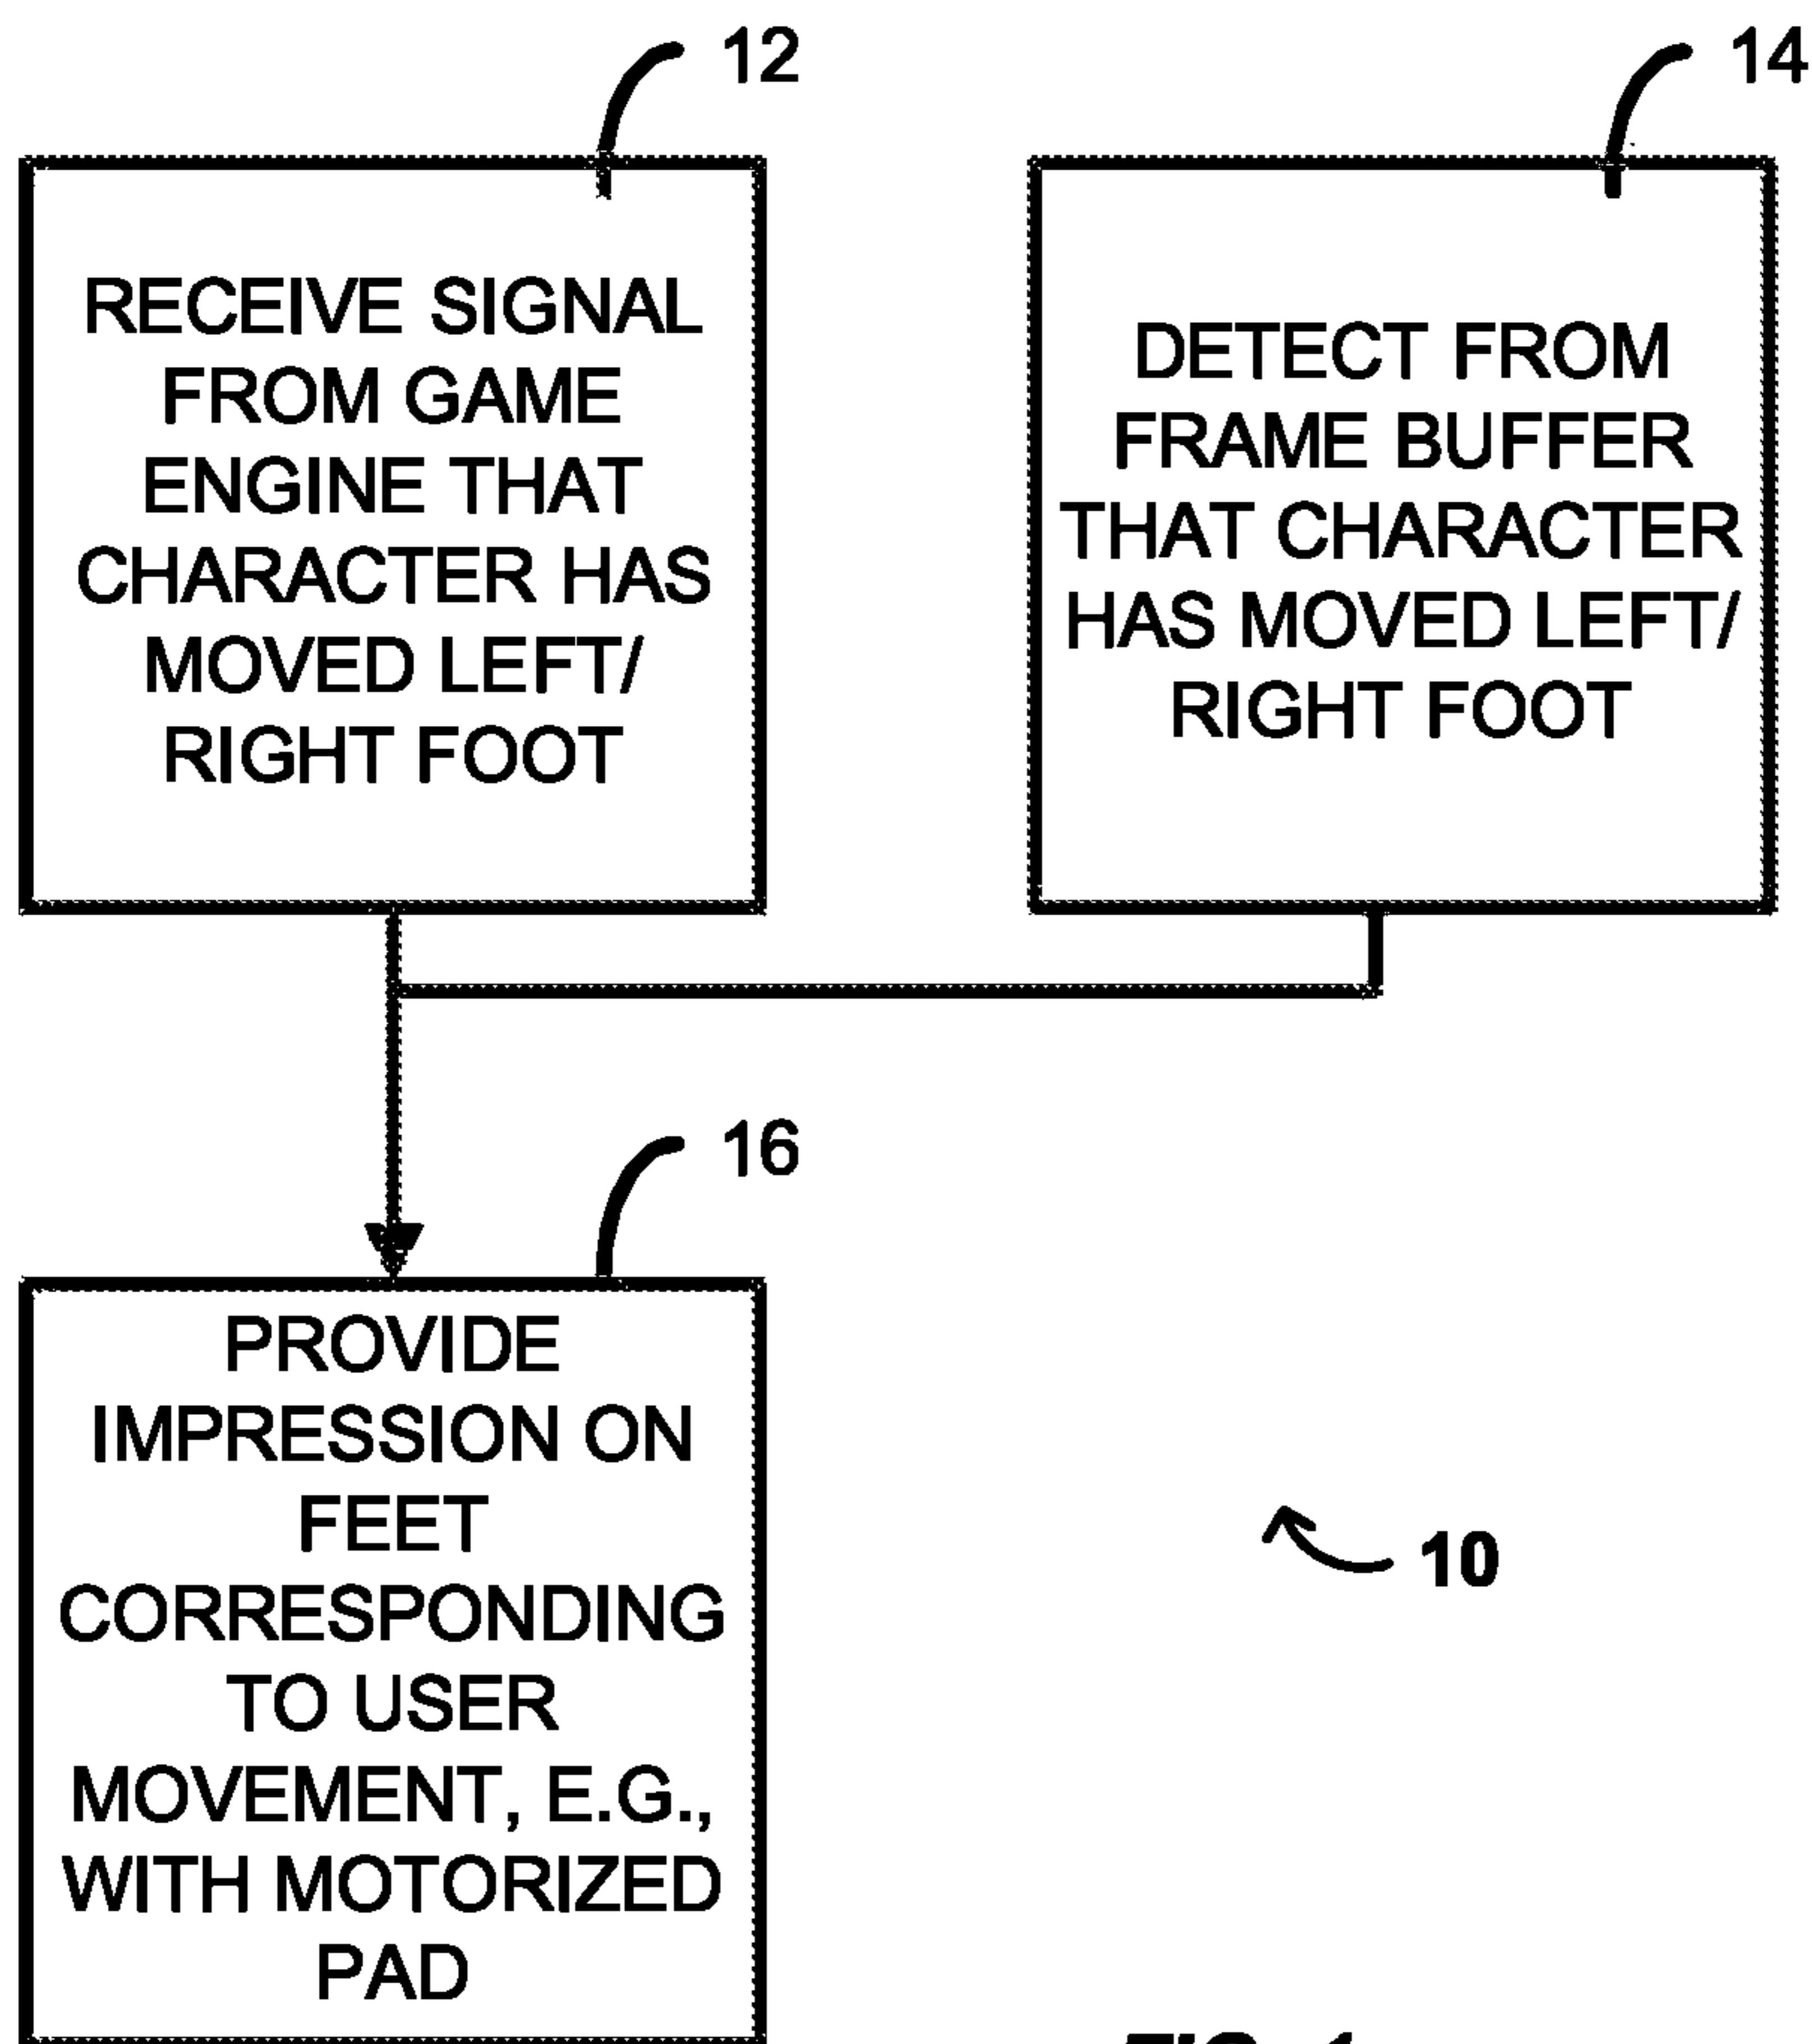 12
RECEIVE SIGNAL
FROM GAME
ENGINE THAT
CHARACTER HAS
MOVED LEFT/
RIGHT FOOT
14
DETECT FROM
FRAME BUFFER
THAT CHARACTER
HAS MOVED LEFT/
RIGHT FOOT
16
PROVIDE
IMPRESSION ON
FEET
CORRESPONDING
TO USER
MOVEMENT, E.G.,
WITH MOTORIZED
PAD
10